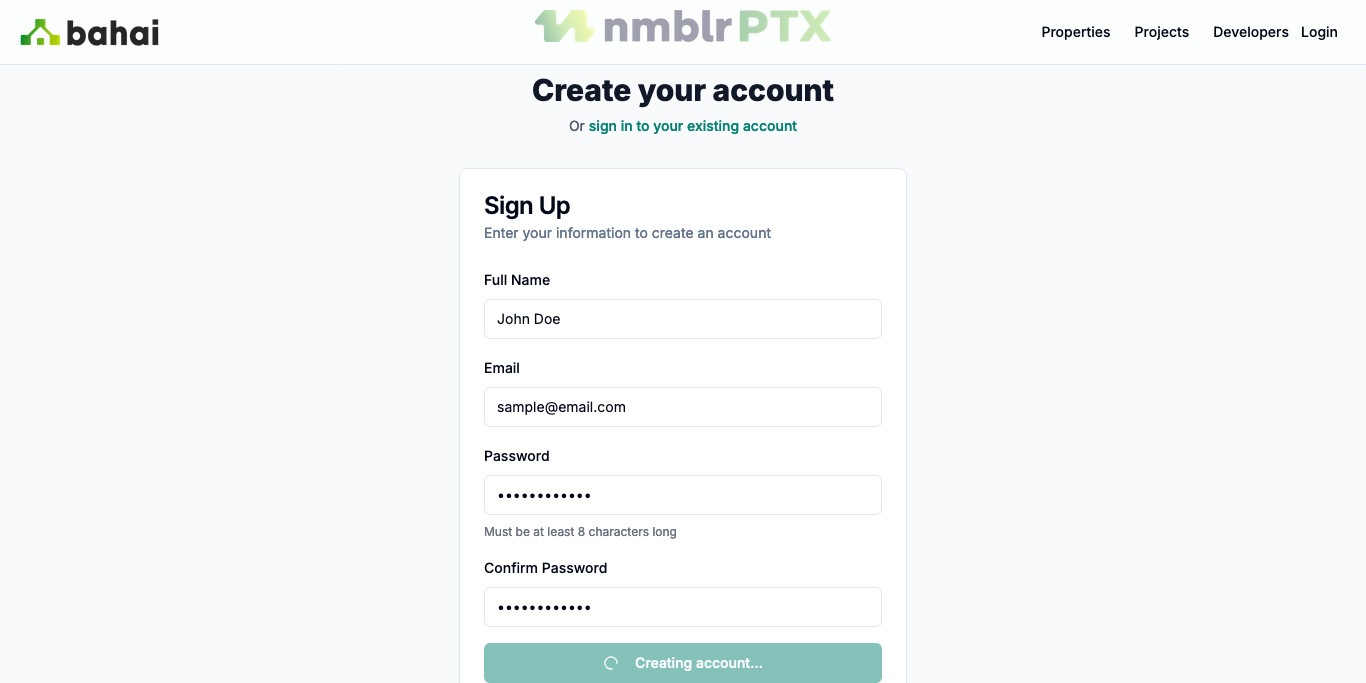 bahai
nmblr PTX
Properties Projects Developers Login
Create your account
Or sign in to your existing account
Sign Up
Enter your information to create an account
Full Name
John Doe
Email
sample@email.com
Password
••••••••••••
Must be at least 8 characters long
Confirm Password
••••••••••••
Creating account...